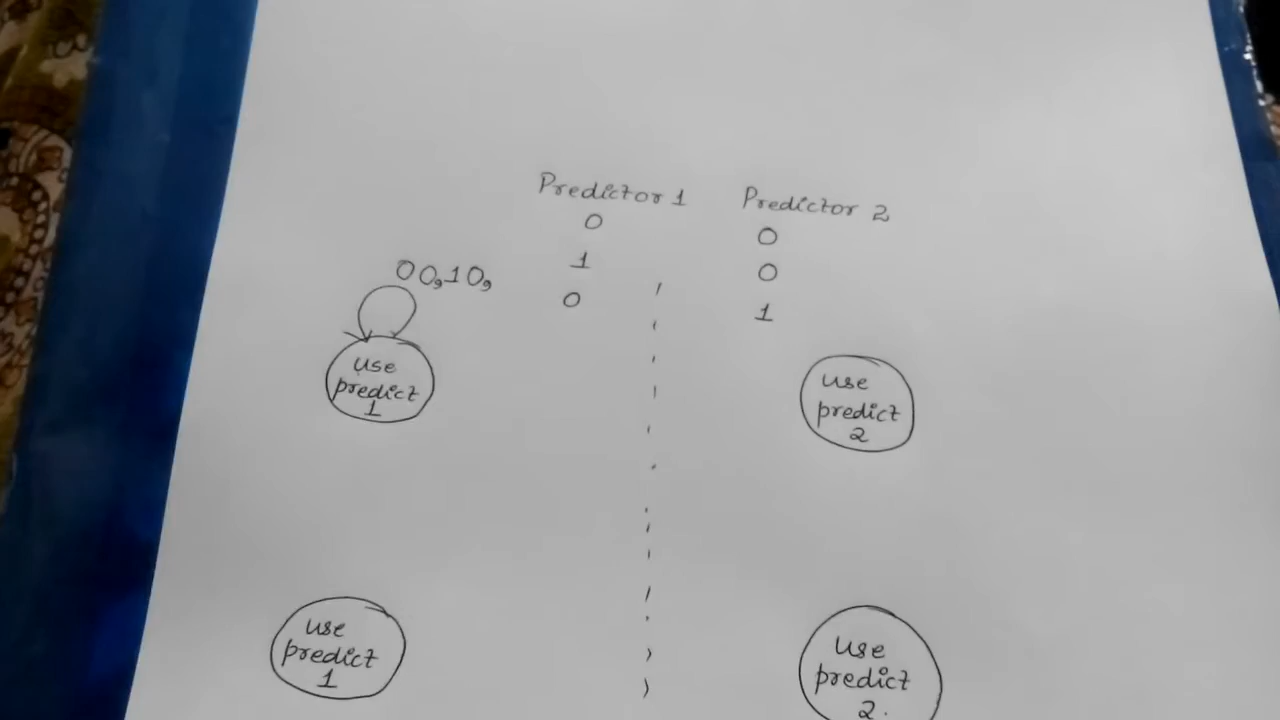 Predictor 1 Predictor 2
0 0
1 0
0 1
00,10,
use
predict
1
use
predict
2
use
predict
1
use
predict
2.